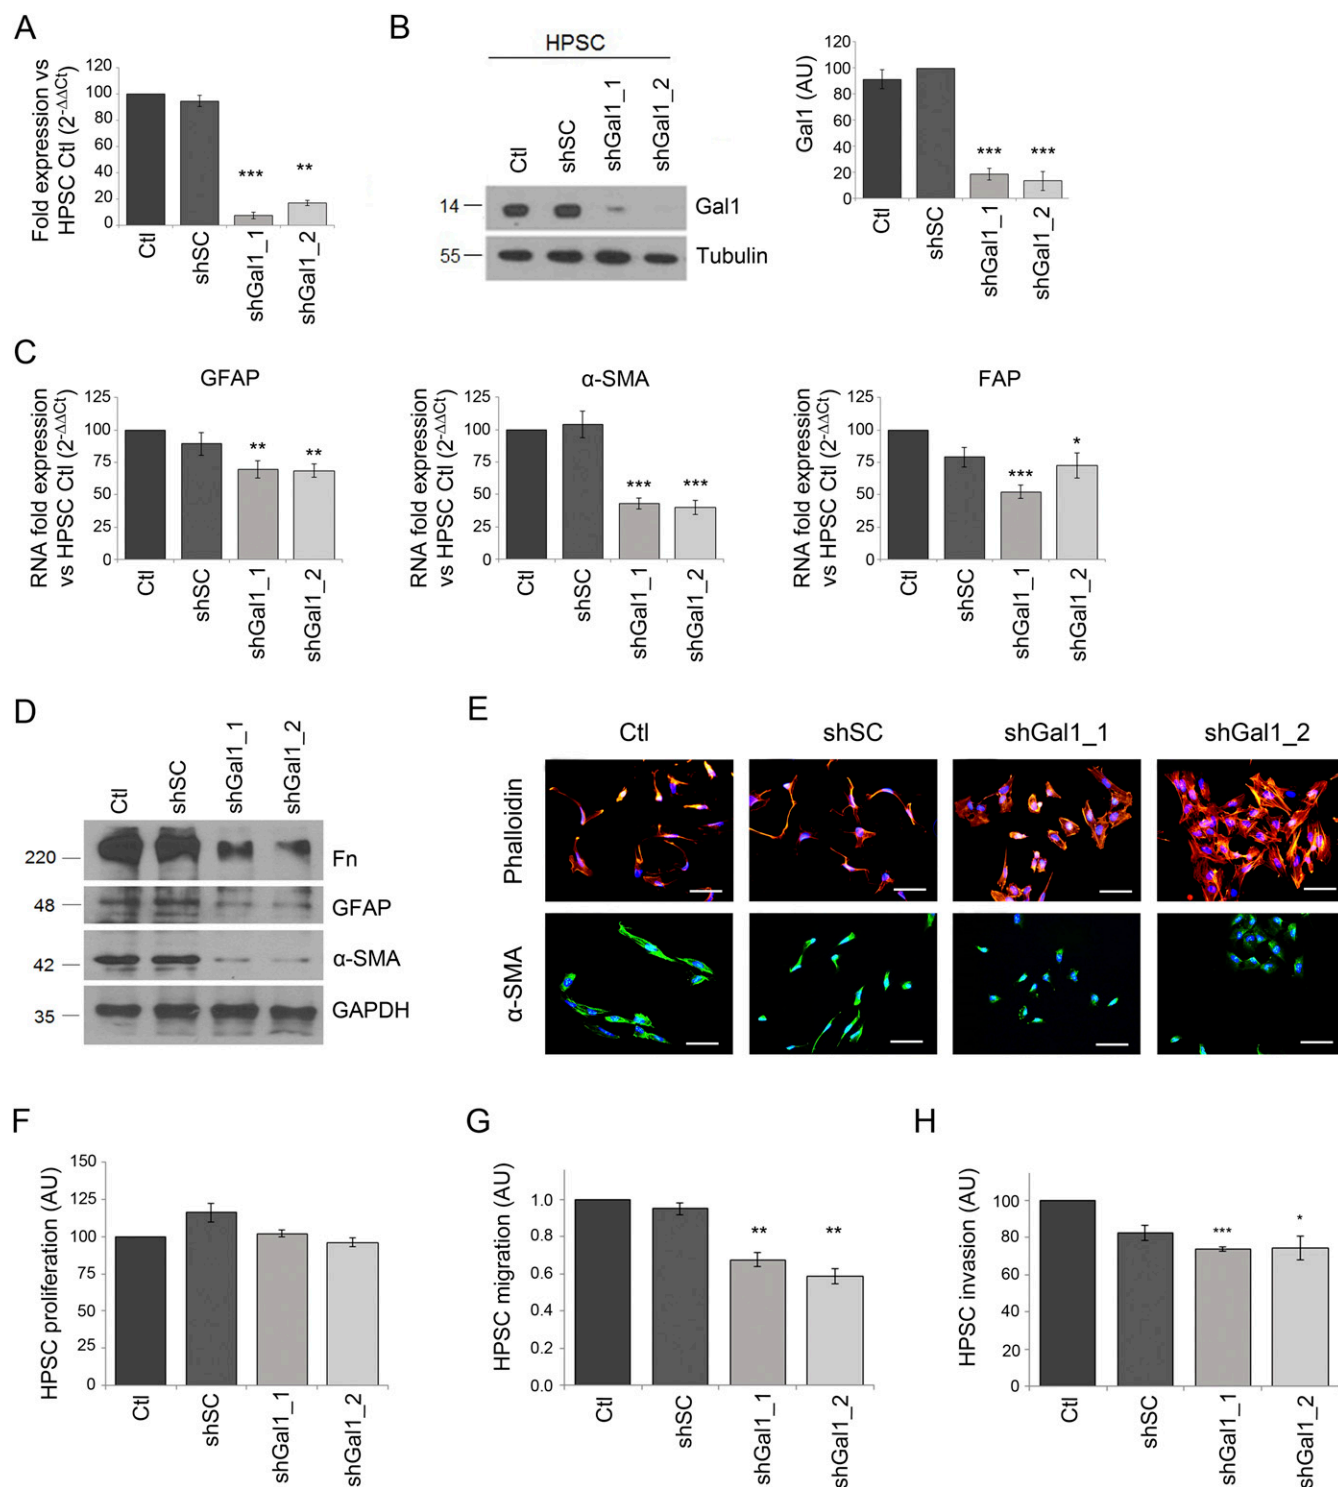 A
Fold expression vs
HPSC Ctl (2-ΔΔCt)
120
100
80
60
40
20
0
***
**
Ctl
shSC
shGal1_1
shGal1_2
B
HPSC
Ctl
shSC
shGal1_1
shGal1_2
14
Gal1
55
Tubulin
Gal1 (AU)
120
100
80
60
40
20
0
***
***
Ctl
shSC
shGal1_1
shGal1_2
C
GFAP
RNA fold expression
vs HPSC Ctl (2-ΔΔCt)
125
100
75
50
25
0
**
**
Ctl
shSC
shGal1_1
shGal1_2
α-SMA
RNA fold expression
vs HPSC Ctl (2-ΔΔCt)
125
100
75
50
25
0
***
***
Ctl
shSC
shGal1_1
shGal1_2
FAP
RNA fold expression
vs HPSC Ctl (2-ΔΔCt)
125
100
75
50
25
0
***
*
Ctl
shSC
shGal1_1
shGal1_2
D
Ctl
shSC
shGal1_1
shGal1_2
220
Fn
48
GFAP
42
α-SMA
35
GAPDH
E
Ctl
shSC
shGal1_1
shGal1_2
Phalloidin
α-SMA
F
HPSC proliferation (AU)
150
125
100
75
50
25
0
Ctl
shSC
shGal1_1
shGal1_2
G
HPSC migration (AU)
1.0
0.8
0.6
0.4
0.2
0.0
**
**
Ctl
shSC
shGal1_1
shGal1_2
H
HPSC invasion (AU)
100
80
60
40
20
0
***
*
Ctl
shSC
shGal1_1
shGal1_2